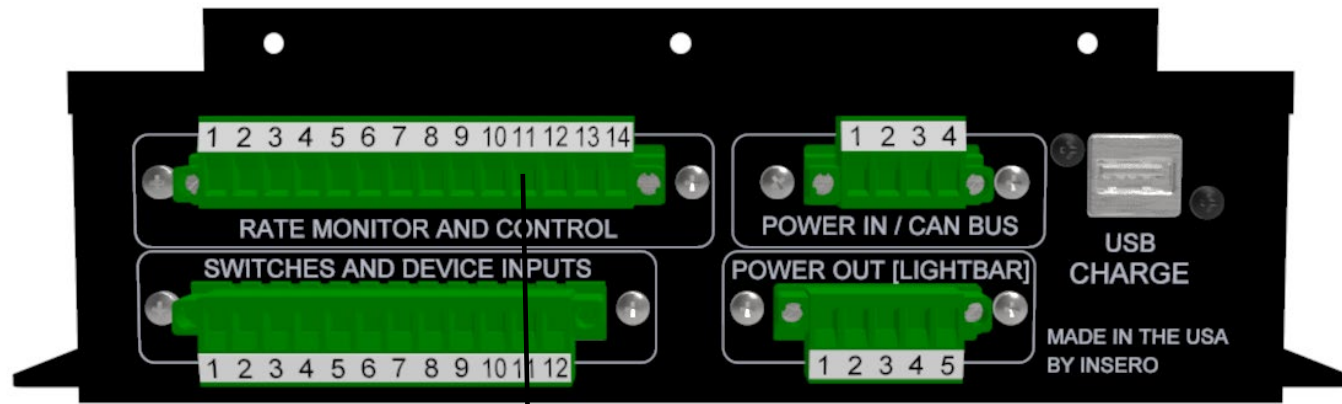 1 2 3 4 5 6 7 8 9 10 11 12 13 14
RATE MONITOR AND CONTROL
1 2 3 4
POWER IN / CAN BUS
USB
CHARGE
SWITCHES AND DEVICE INPUTS
1 2 3 4 5 6 7 8 9 10 11 12
POWER OUT [LIGHTBAR]
1 2 3 4 5
MADE IN THE USA
BY INSERO